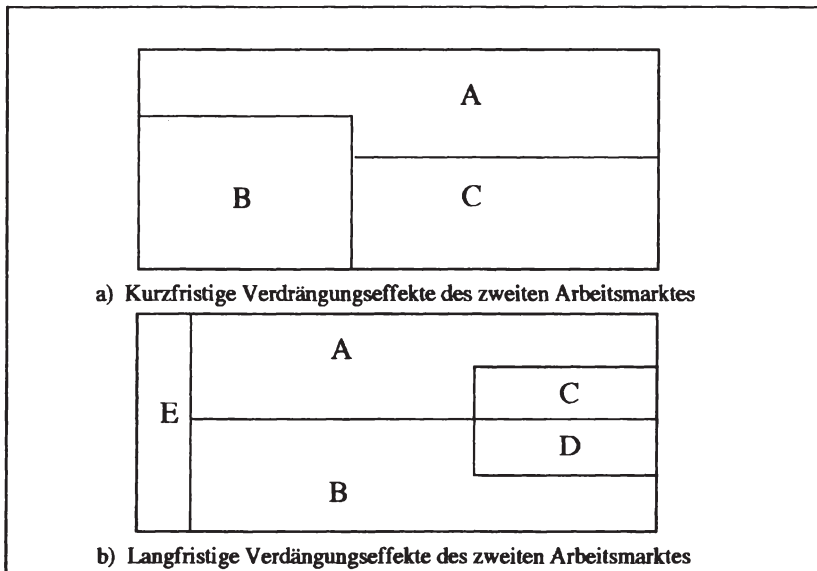 A
B C
a) Kurzfristige Verdrängungseffekte des zweiten Arbeitsmarktes
A
C
E
D
B
b) Langfristige Verdängungseffekte des zweiten Arbeitsmarktes